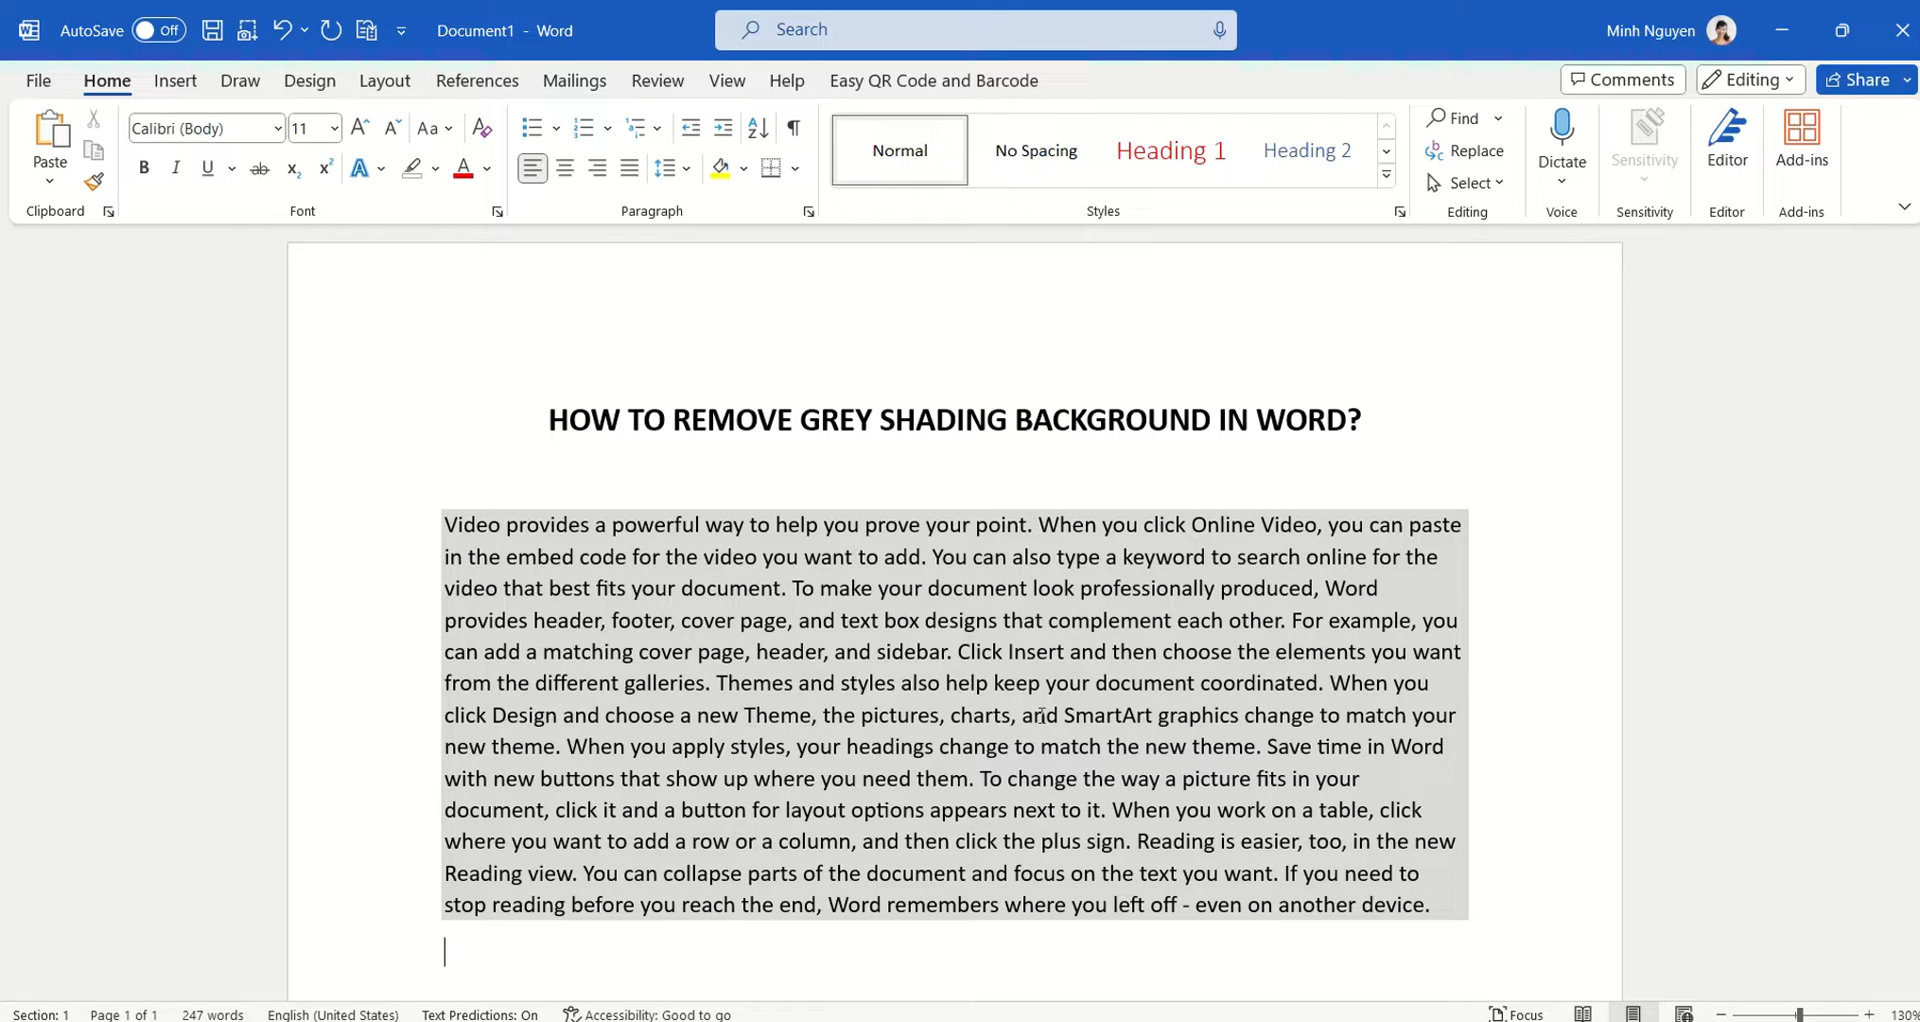 AutoSave Off Document1 - Word Search Minh Nguyen
File Home Insert Draw Design Layout References Mailings Review View Help Easy QR Code and Barcode Comments Editing Share
Paste
Clipboard
Calibri (Body) 11 A^ Aˇ Aa
B I U ab x₂ x² A A
Font
Paragraph
Normal No Spacing Heading 1 Heading 2
Styles
Find
Replace
Select
Editing
Dictate
Voice
Sensitivity
Sensitivity
Editor
Editor
Add-ins
Add-ins
HOW TO REMOVE GREY SHADING BACKGROUND IN WORD?
Video provides a powerful way to help you prove your point. When you click Online Video, you can paste
in the embed code for the video you want to add. You can also type a keyword to search online for the
video that best fits your document. To make your document look professionally produced, Word
provides header, footer, cover page, and text box designs that complement each other. For example, you
can add a matching cover page, header, and sidebar. Click Insert and then choose the elements you want
from the different galleries. Themes and styles also help keep your document coordinated. When you
click Design and choose a new Theme, the pictures, charts, and SmartArt graphics change to match your
new theme. When you apply styles, your headings change to match the new theme. Save time in Word
with new buttons that show up where you need them. To change the way a picture fits in your
document, click it and a button for layout options appears next to it. When you work on a table, click
where you want to add a row or a column, and then click the plus sign. Reading is easier, too, in the new
Reading view. You can collapse parts of the document and focus on the text you want. If you need to
stop reading before you reach the end, Word remembers where you left off - even on another device.
Section: 1 Page 1 of 1 247 words English (United States) Text Predictions: On Accessibility: Good to go Focus 130%